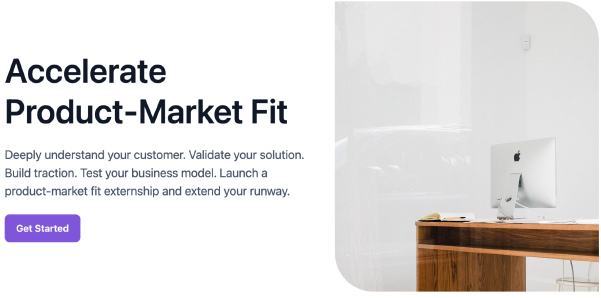 Accelerate
Product-Market Fit
Deeply understand your customer. Validate your solution.
Build traction. Test your business model. Launch a
product-market fit externship and extend your runway.
Get Started